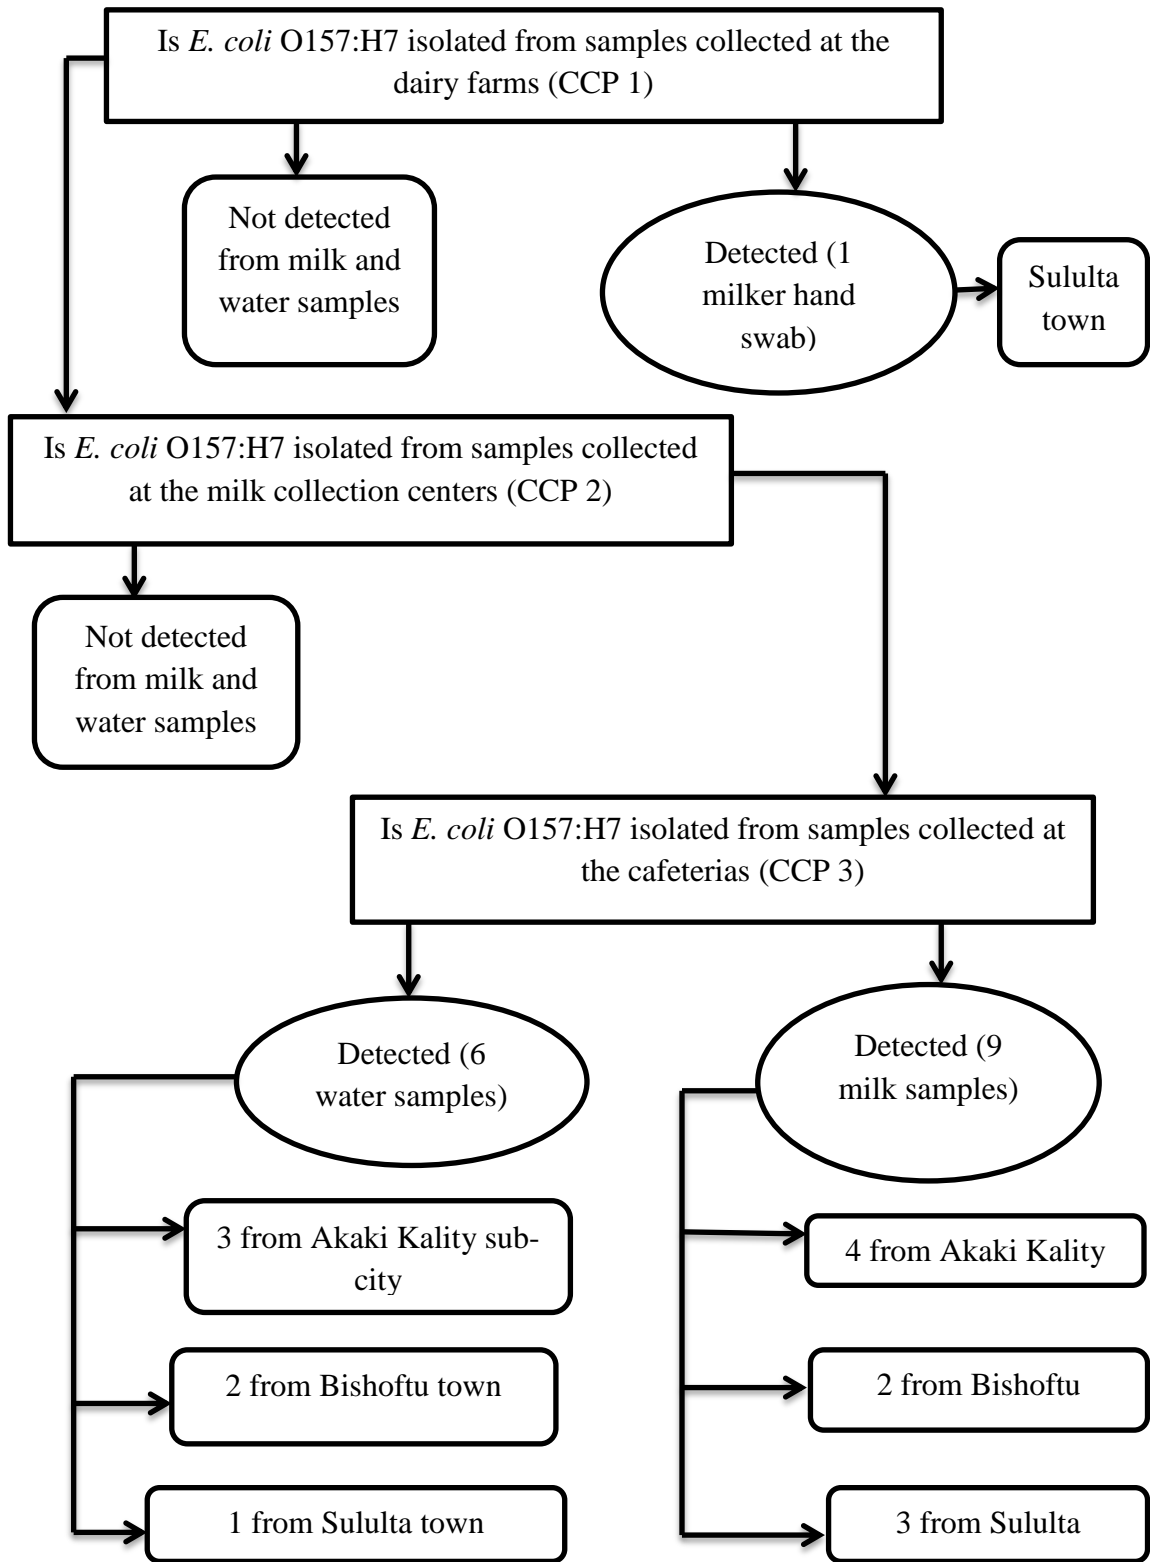 Is E. coli O157:H7 isolated from samples collected at the
dairy farms (CCP 1)
Not detected
from milk and
water samples
Detected (1
milker hand
swab)
Sululta
town
Is E. coli O157:H7 isolated from samples collected
at the milk collection centers (CCP 2)
Not detected
from milk and
water samples
Is E. coli O157:H7 isolated from samples collected at
the cafeterias (CCP 3)
Detected (6
water samples)
Detected (9
milk samples)
3 from Akaki Kality sub-
city
2 from Bishoftu town
1 from Sululta town
4 from Akaki Kality
2 from Bishoftu
3 from Sululta